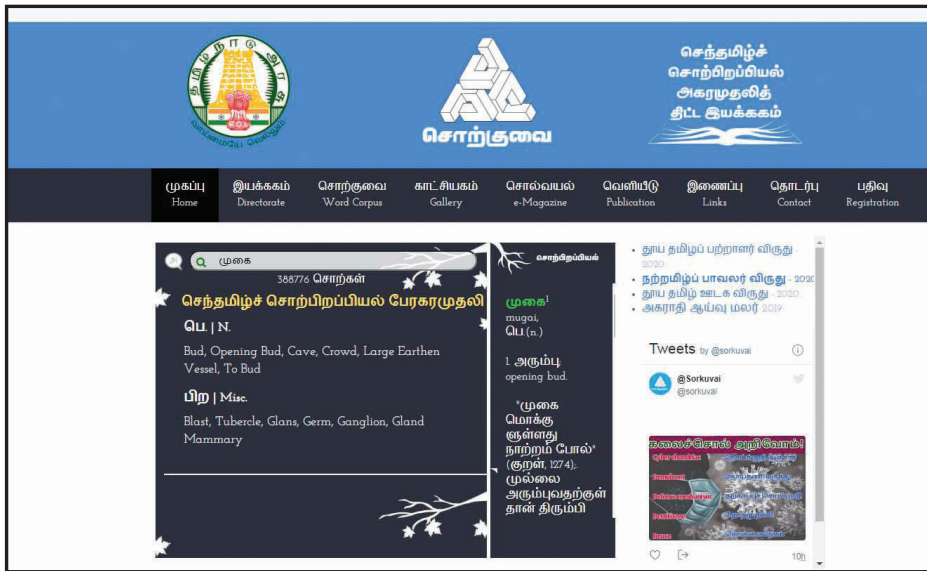 தமிழ்நாடு அரசு
வாய்மையே வெல்லும்
சொற்குவை
செந்தமிழ்ச்
சொற்பிறப்பியல்
அகரமுதலித்
திட்ட இயக்ககம்
முகப்பு இயக்ககம் சொற்குவை காட்சியகம் சொல்வயல் வெளியீடு இணைப்பு தொடர்பு பதிவு
Home Directorate Word Corpus Gallery e-Magazine Publication Links Contact Registration
முகை
388776 சொற்கள்
செந்தமிழ்ச் சொற்பிறப்பியல் பேரகரமுதலி
பெ. | N.
Bud, Opening Bud, Cave, Crowd, Large Earthen
Vessel, To Bud
பிற | Misc.
Blast, Tubercle, Glans, Germ, Ganglion, Gland
Mammary
சொற்பிறப்பியல்
முகை1
mugai,
பெ.(n.)
1. அரும்பு;
opening bud.
"முகை
மொக்கு
ளுள்ளது
நாற்றம் போல்"
(குறள், 1274);.
முல்லை
அரும்புவதற்குள்
தான் திரும்பி
தூய தமிழ்ப் பற்றாளர் விருது -
2020
நற்றமிழ்ப் பாவலர் விருது - 2020
தூய தமிழ் ஊடக விருது - 2020
அகராதி ஆய்வு மலர் 2019
Tweets by @sorkuvai
@Sorkuvai
@sorkuvai
கலைச்சொல் அறிவோம்!
10h